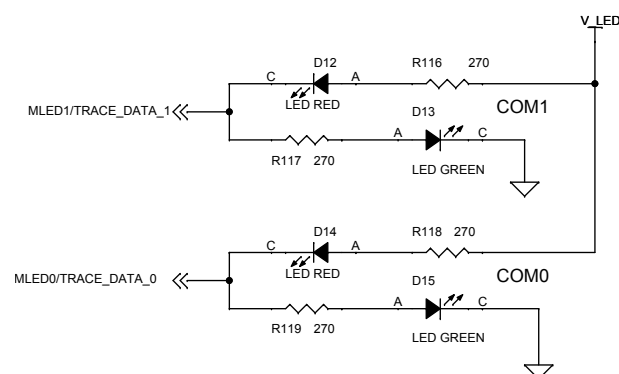 V_LED
D12
R116 270
C
A
LED RED
MLED1/TRACE_DATA_1
D13
COM1
A
C
R117 270
LED GREEN
D14
R118 270
C
A
LED RED
MLED0/TRACE_DATA_0
D15
COM0
A
C
R119 270
LED GREEN